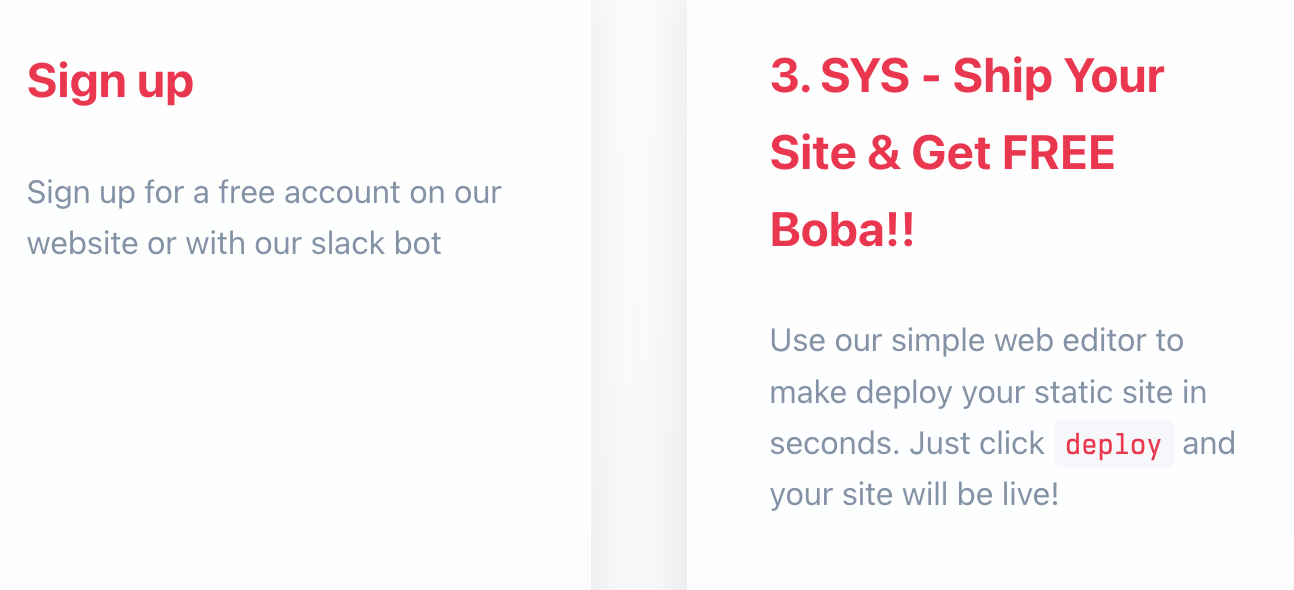 Sign up
Sign up for a free account on our
website or with our slack bot
3. SYS - Ship Your
Site & Get FREE
Boba!!
Use our simple web editor to
make deploy your static site in
seconds. Just click deploy and
your site will be live!